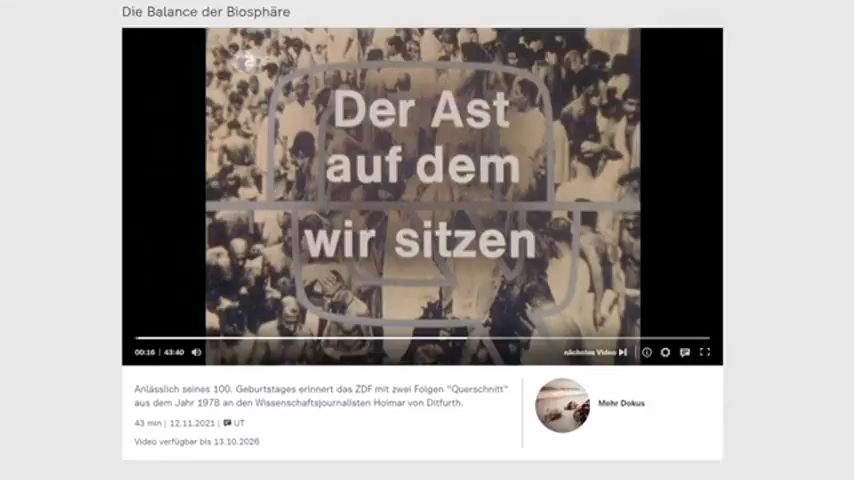 Die Balance der Biosphäre
Der Ast
auf dem
wir sitzen
00:16 | 43:40
nächstes Video
Anlässlich seines 100. Geburtstages erinnert das ZDF mit zwei Folgen "Querschnitt"
aus dem Jahr 1978 an den Wissenschaftsjournalisten Hoimar von Ditfurth.
43 min | 12.11.2021 | UT
Video verfügbar bis 13.10.2026
Mehr Dokus